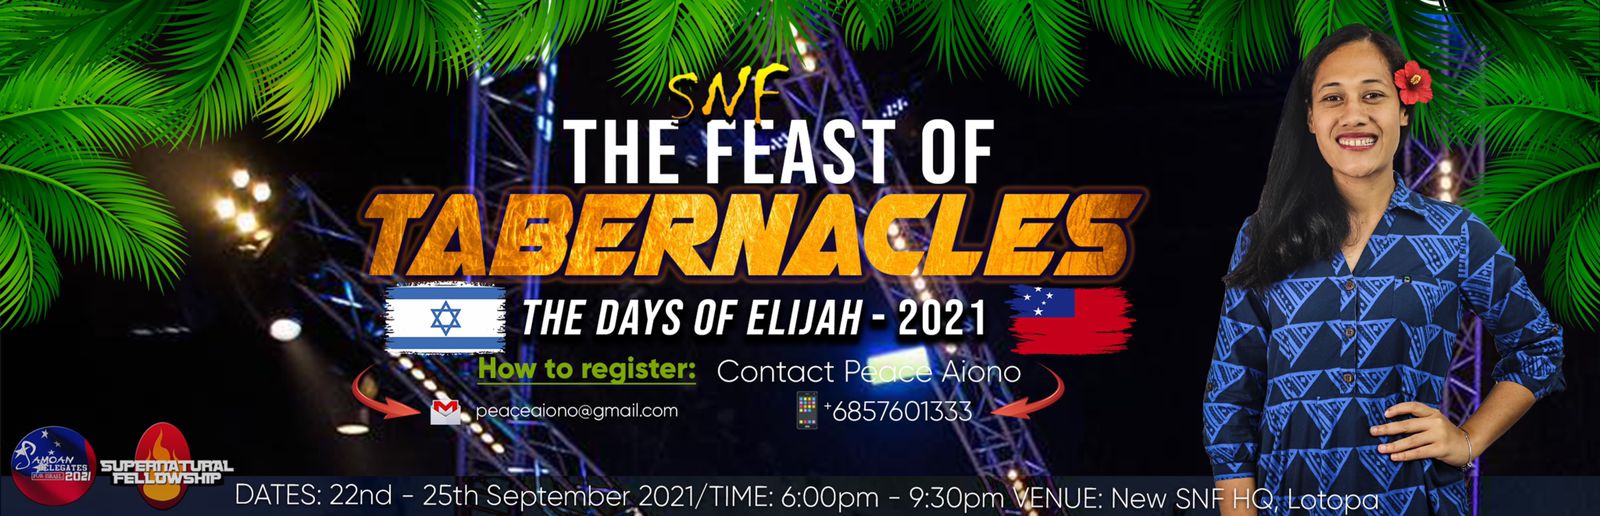 SNF
THE FEAST OF
TABERNACLES
THE DAYS OF ELIJAH - 2021
How to register: Contact Peace Aiono
peaceaiono@gmail.com
+6857601333
SAMOAN
DELEGATES
FOR ISRAEL 2021
SUPERNATURAL
FELLOWSHIP
DATES: 22nd - 25th September 2021/TIME: 6:00pm - 9:30pm VENUE: New SNF HQ, Lotopa